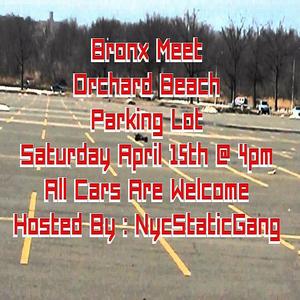 Bronx Meet
Orchard Beach
Parking Lot
Saturday April 15th @ 4pm
All Cars Are Welcome
Hosted By : NycStaticGang